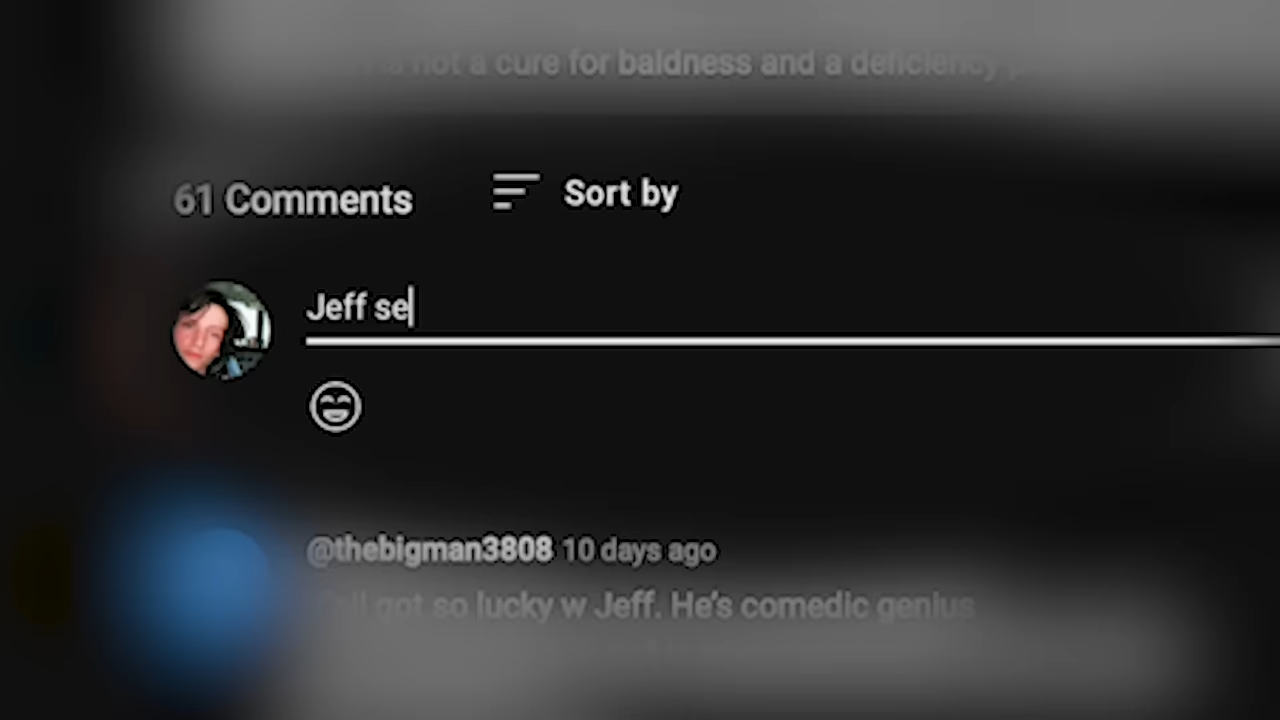 not a cure for baldness and a deficiency
61 Comments
Sort by
Jeff se
@thebigman3808 10 days ago
got so lucky w Jeff. He's comedic genius